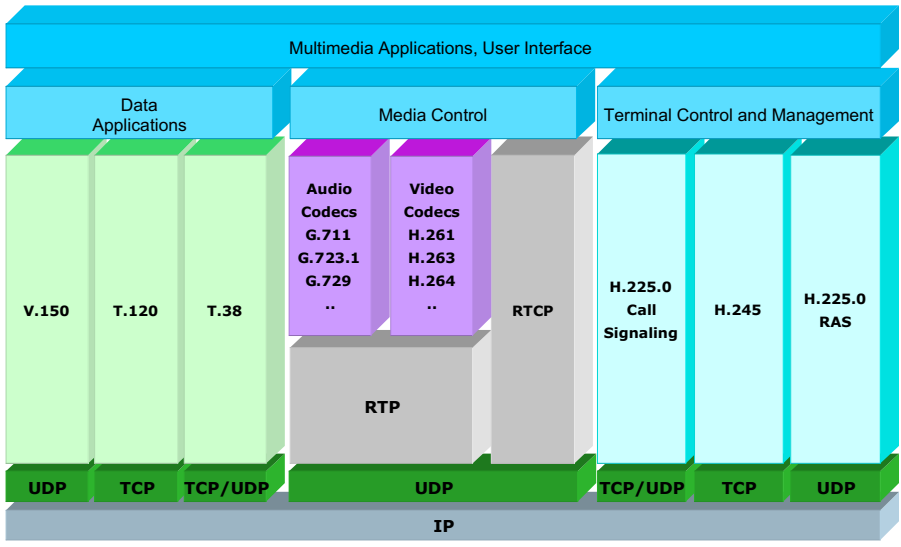 Multimedia Applications, User Interface
Data
Applications
Media Control
Terminal Control and Management
V.150
T.120
T.38
Audio
Codecs
G.711
G.723.1
G.729
..
Video
Codecs
H.261
H.263
H.264
..
RTP
RTCP
H.225.0
Call
Signaling
H.245
H.225.0
RAS
UDP
TCP
TCP/UDP
UDP
TCP/UDP
TCP
UDP
IP